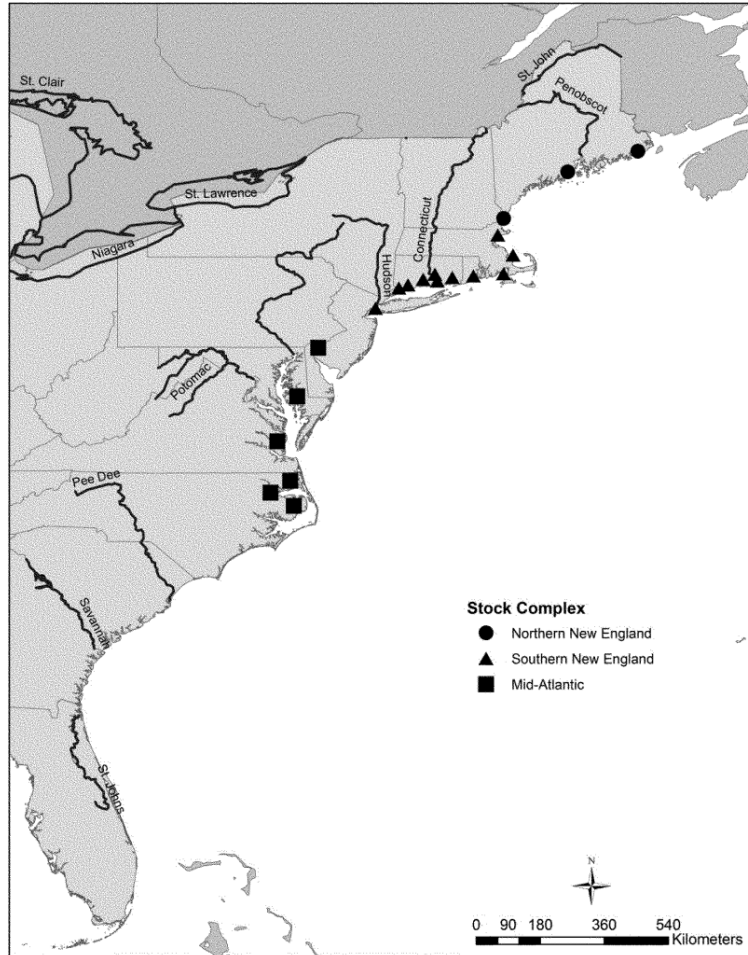 St. Clair
St. John
Penobscot
St. Lawrence
Niagara
Connecticut
Hudson
Potomac
Pee Dee
Savannah
St. Johns
Stock Complex
Northern New England
Southern New England
Mid-Atlantic
N
0 90 180 360 540
Kilometers